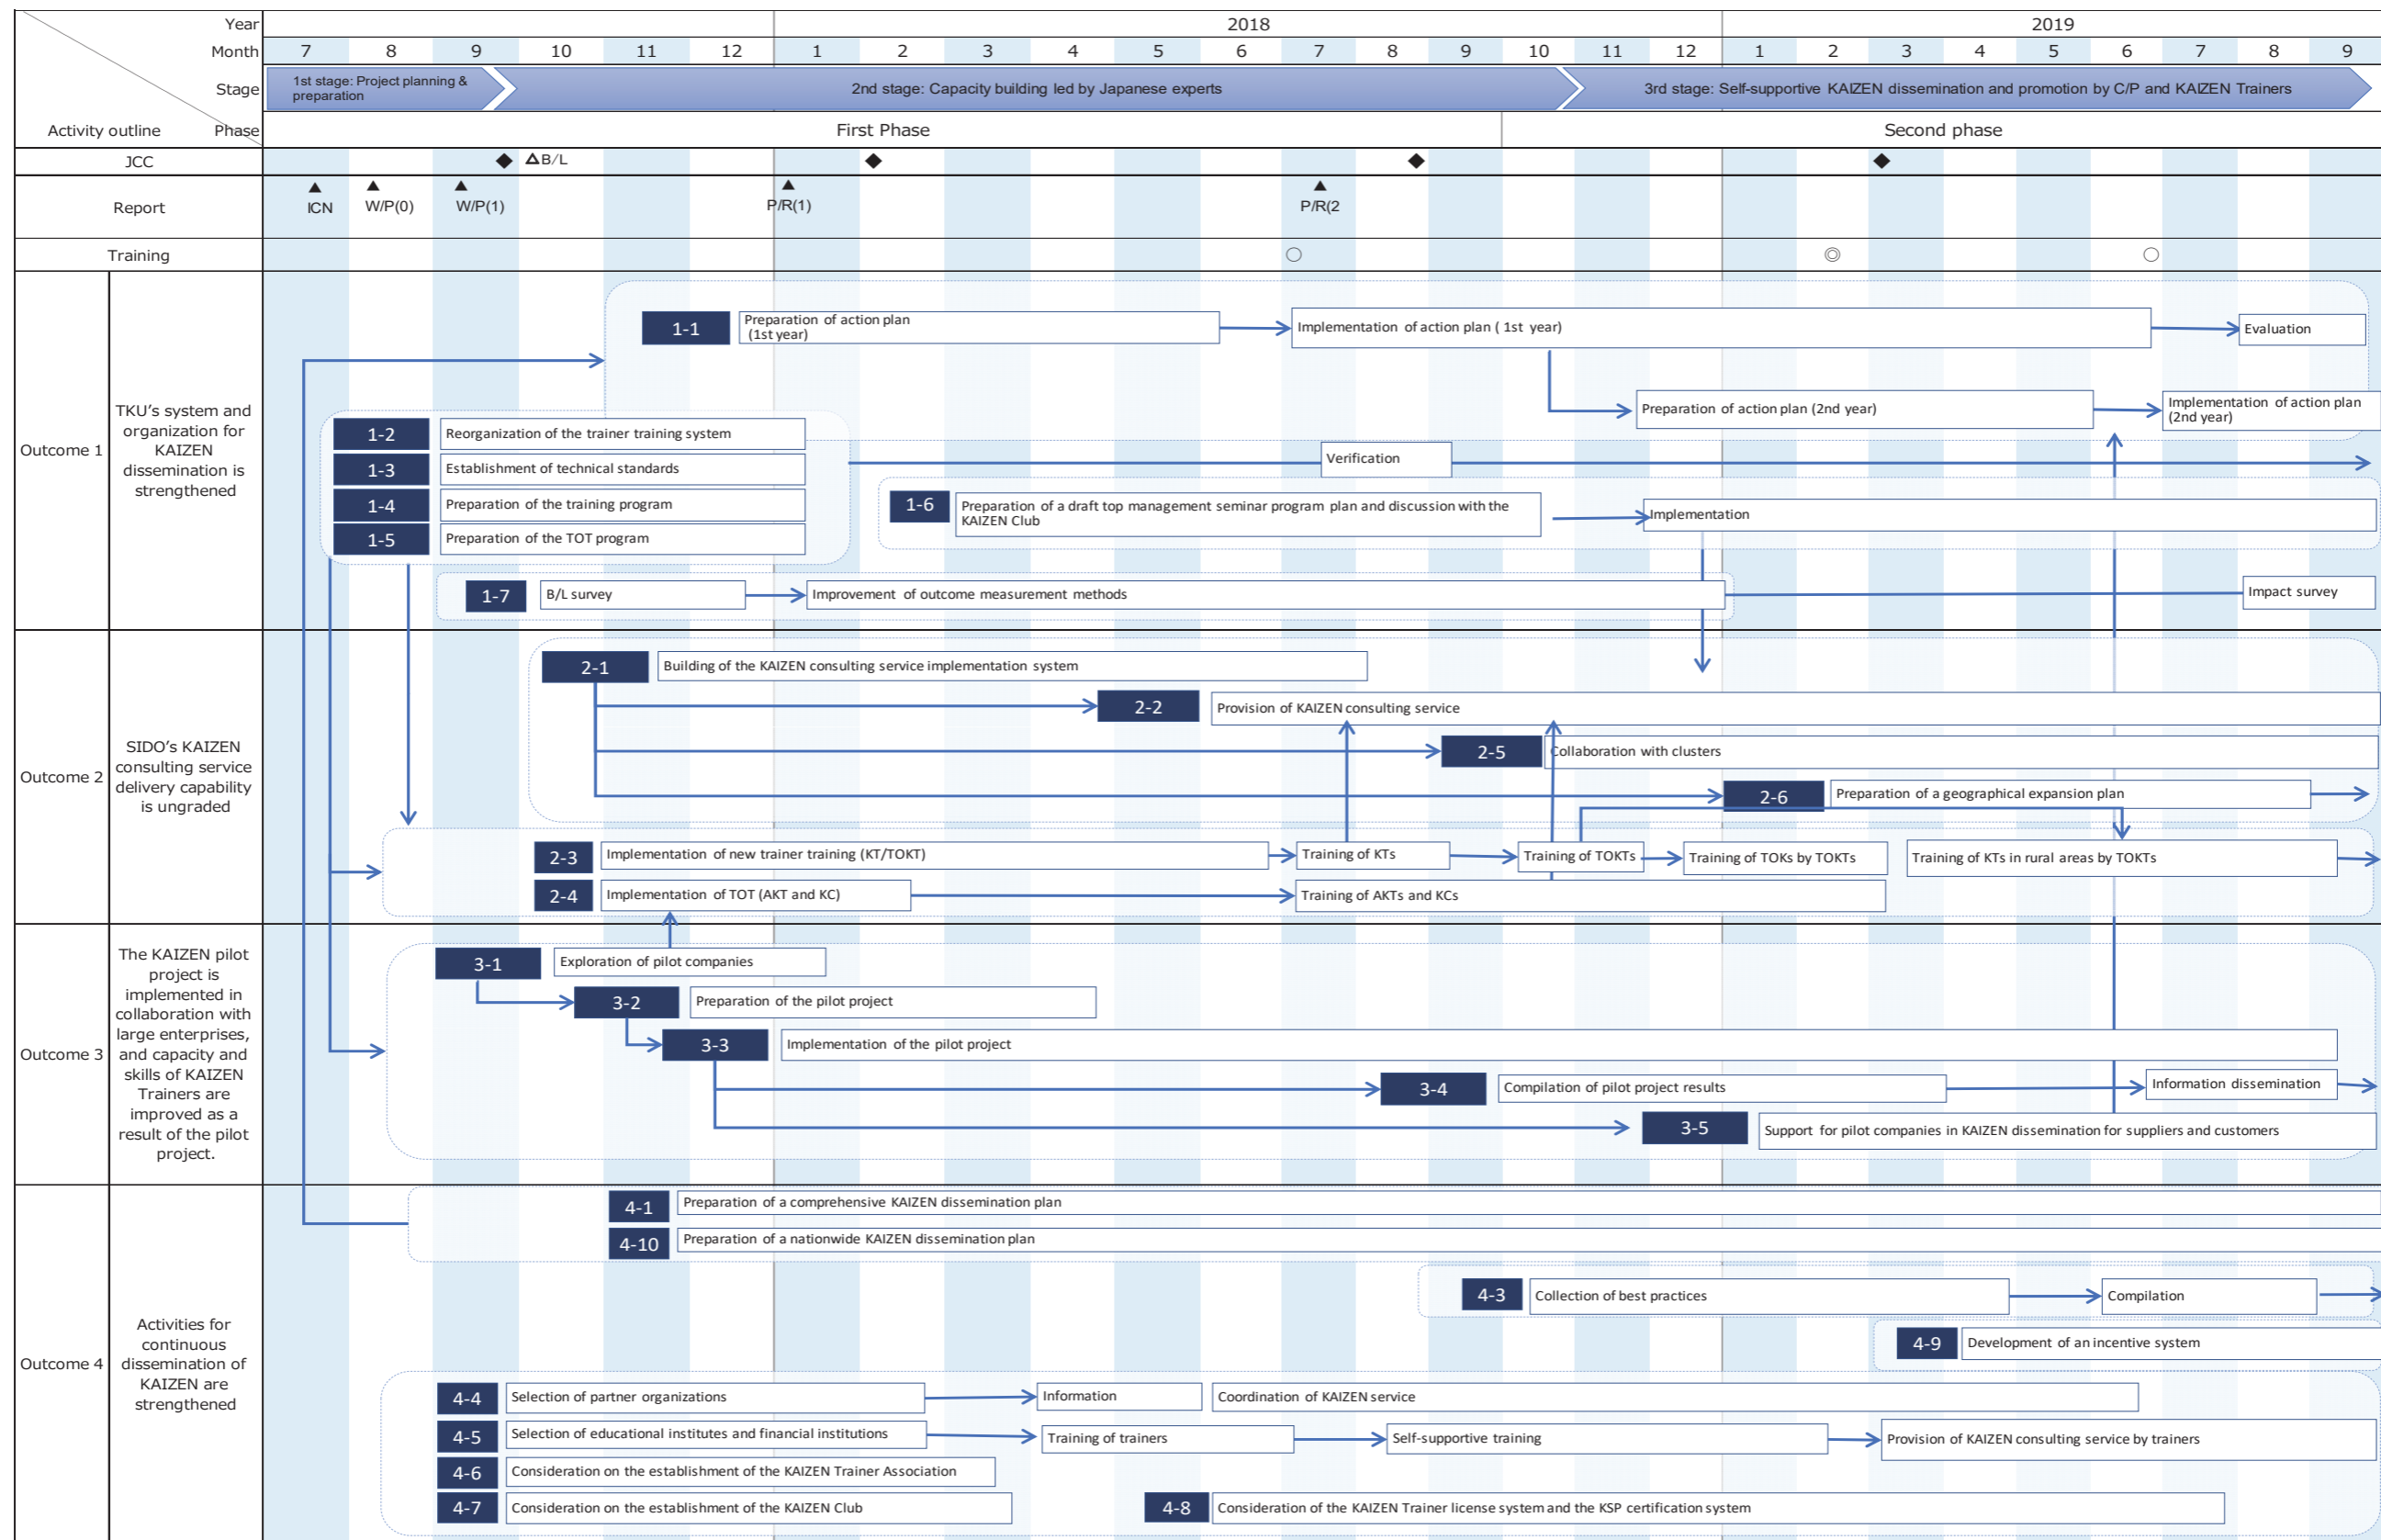 Year 2018 2019
Month 7 8 9 10 11 12 1 2 3 4 5 6 7 8 9 10 11 12 1 2 3 4 5 6 7 8 9
Stage
1st stage: Project planning &
preparation
2nd stage: Capacity building led by Japanese experts
3rd stage: Self-supportive KAIZEN dissemination and promotion by C/P and KAIZEN Trainers
Activity outline Phase First Phase Second phase
JCC ◆ △B/L ◆ ◆ ◆
▲ ▲ ▲ ▲ ▲
Report ICN W/P(0) W/P(1) P/R(1) P/R(2
Training ○ ◎ ○
Outcome 1
TKU's system and
organization for
KAIZEN
dissemination is
strengthened
1-1
Preparation of action plan
(1st year)
Implementation of action plan ( 1st year)
Evaluation
Preparation of action plan (2nd year)
Implementation of action plan
(2nd year)
1-2 Reorganization of the trainer training system
1-3 Establishment of technical standards
1-4 Preparation of the training program
1-5 Preparation of the TOT program
Verification
1-6
Preparation of a draft top management seminar program plan and discussion with the
KAIZEN Club
Implementation
1-7 B/L survey Improvement of outcome measurement methods Impact survey
Outcome 2
SIDO's KAIZEN
consulting service
delivery capability
is ungraded
2-1 Building of the KAIZEN consulting service implementation system
2-2 Provision of KAIZEN consulting service
2-5 Collaboration with clusters
2-6 Preparation of a geographical expansion plan
2-3 Implementation of new trainer training (KT/TOKT) Training of KTs Training of TOKTs Training of TOKs by TOKTs Training of KTs in rural areas by TOKTs
2-4 Implementation of TOT (AKT and KC) Training of AKTs and KCs
Outcome 3
The KAIZEN pilot
project is
implemented in
collaboration with
large enterprises,
and capacity and
skills of KAIZEN
Trainers are
improved as a
result of the pilot
project.
3-1 Exploration of pilot companies
3-2 Preparation of the pilot project
3-3 Implementation of the pilot project
3-4 Compilation of pilot project results Information dissemination
3-5 Support for pilot companies in KAIZEN dissemination for suppliers and customers
Outcome 4
Activities for
continuous
dissemination of
KAIZEN are
strengthened
4-1 Preparation of a comprehensive KAIZEN dissemination plan
4-10 Preparation of a nationwide KAIZEN dissemination plan
4-3 Collection of best practices Compilation
4-9 Development of an incentive system
4-4 Selection of partner organizations Information Coordination of KAIZEN service
4-5 Selection of educational institutes and financial institutions Training of trainers Self-supportive training Provision of KAIZEN consulting service by trainers
4-6 Consideration on the establishment of the KAIZEN Trainer Association
4-7 Consideration on the establishment of the KAIZEN Club
4-8 Consideration of the KAIZEN Trainer license system and the KSP certification system